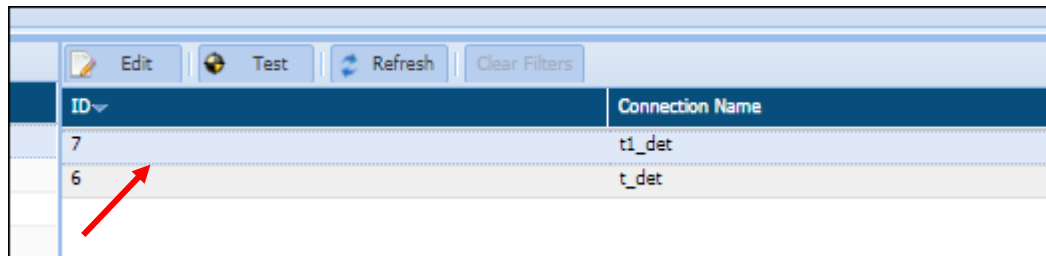 Edit Test Refresh Clear Filters
ID Connection Name
7 t1_det
6 t_det